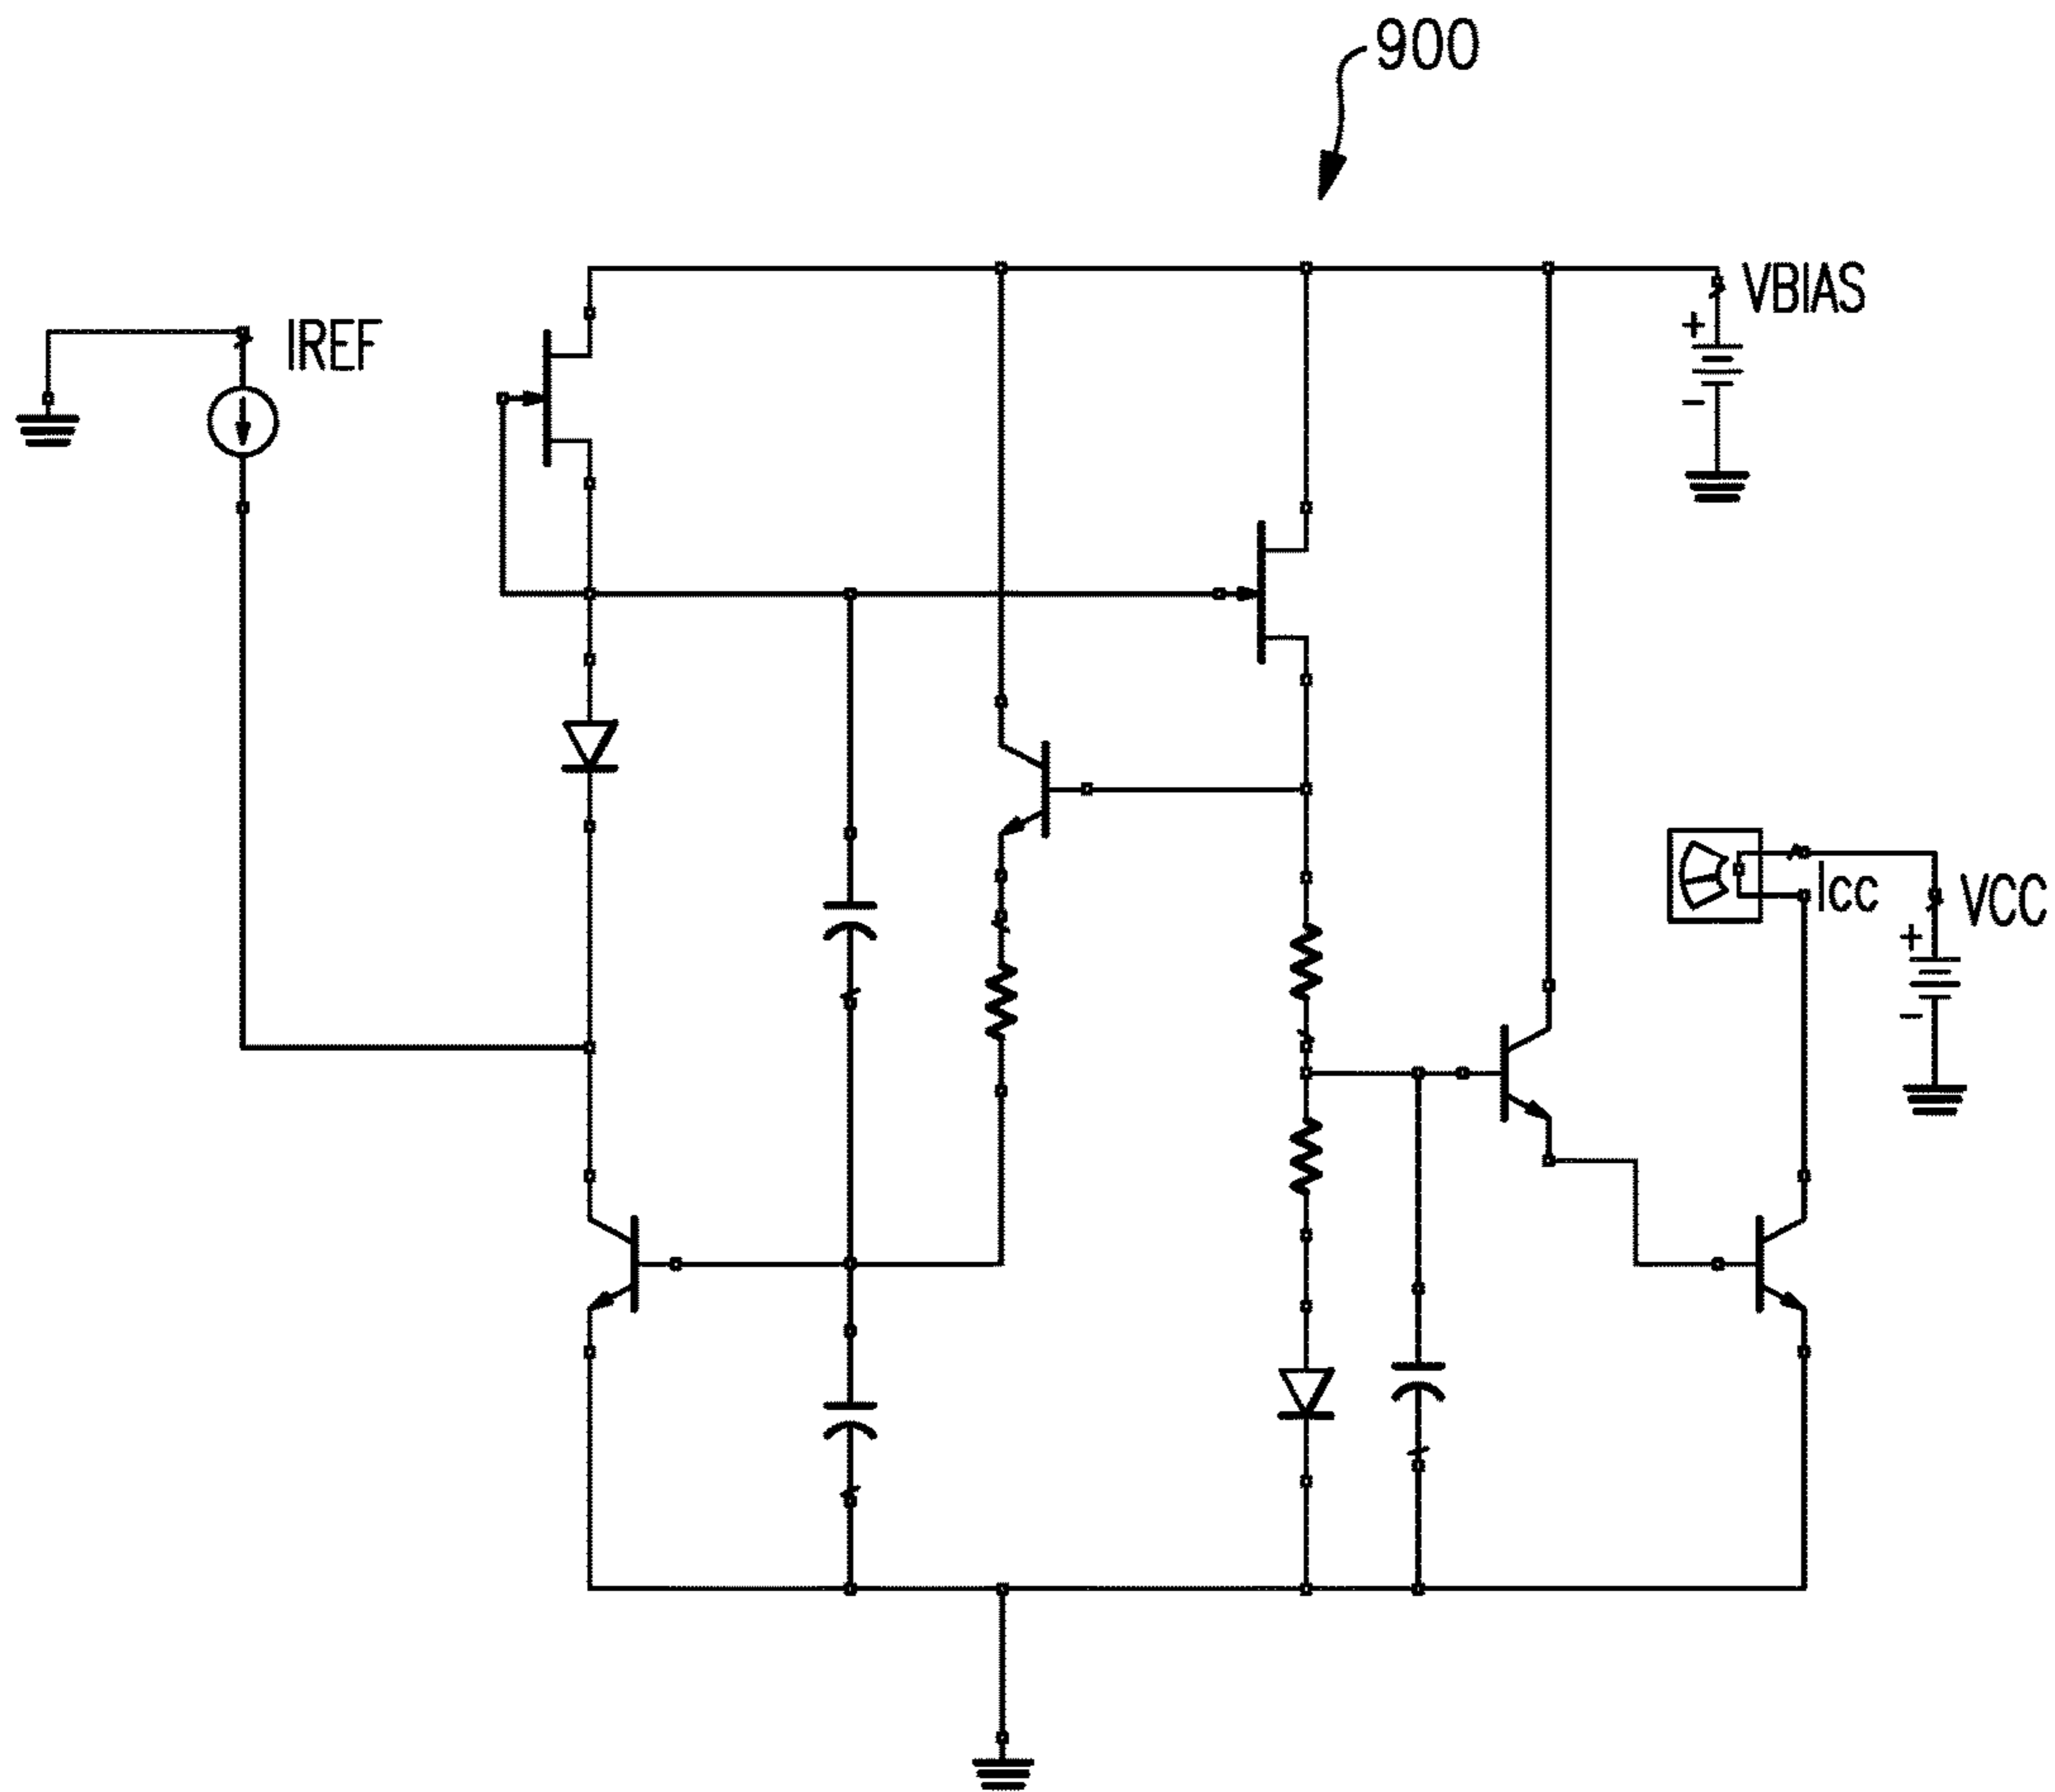 900
VBIAS
IREF
+
-
Icc
VCC
+
-